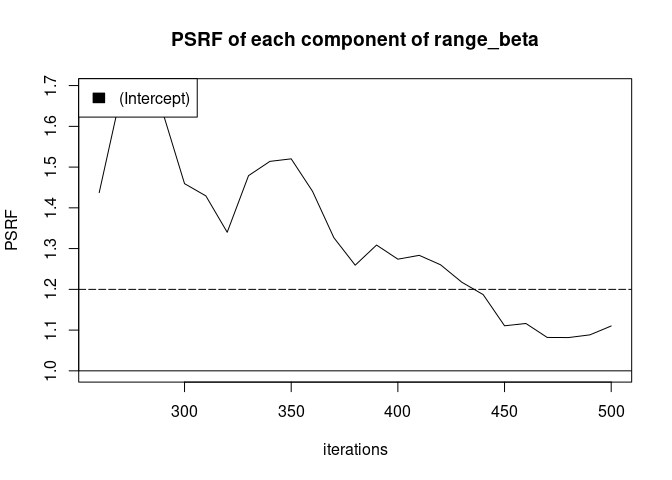 PSRF of each component of range_beta
(Intercept)
PSRF
1.7
1.6
1.5
1.4
1.3
1.2
1.1
1.0
300 350 400 450 500
iterations